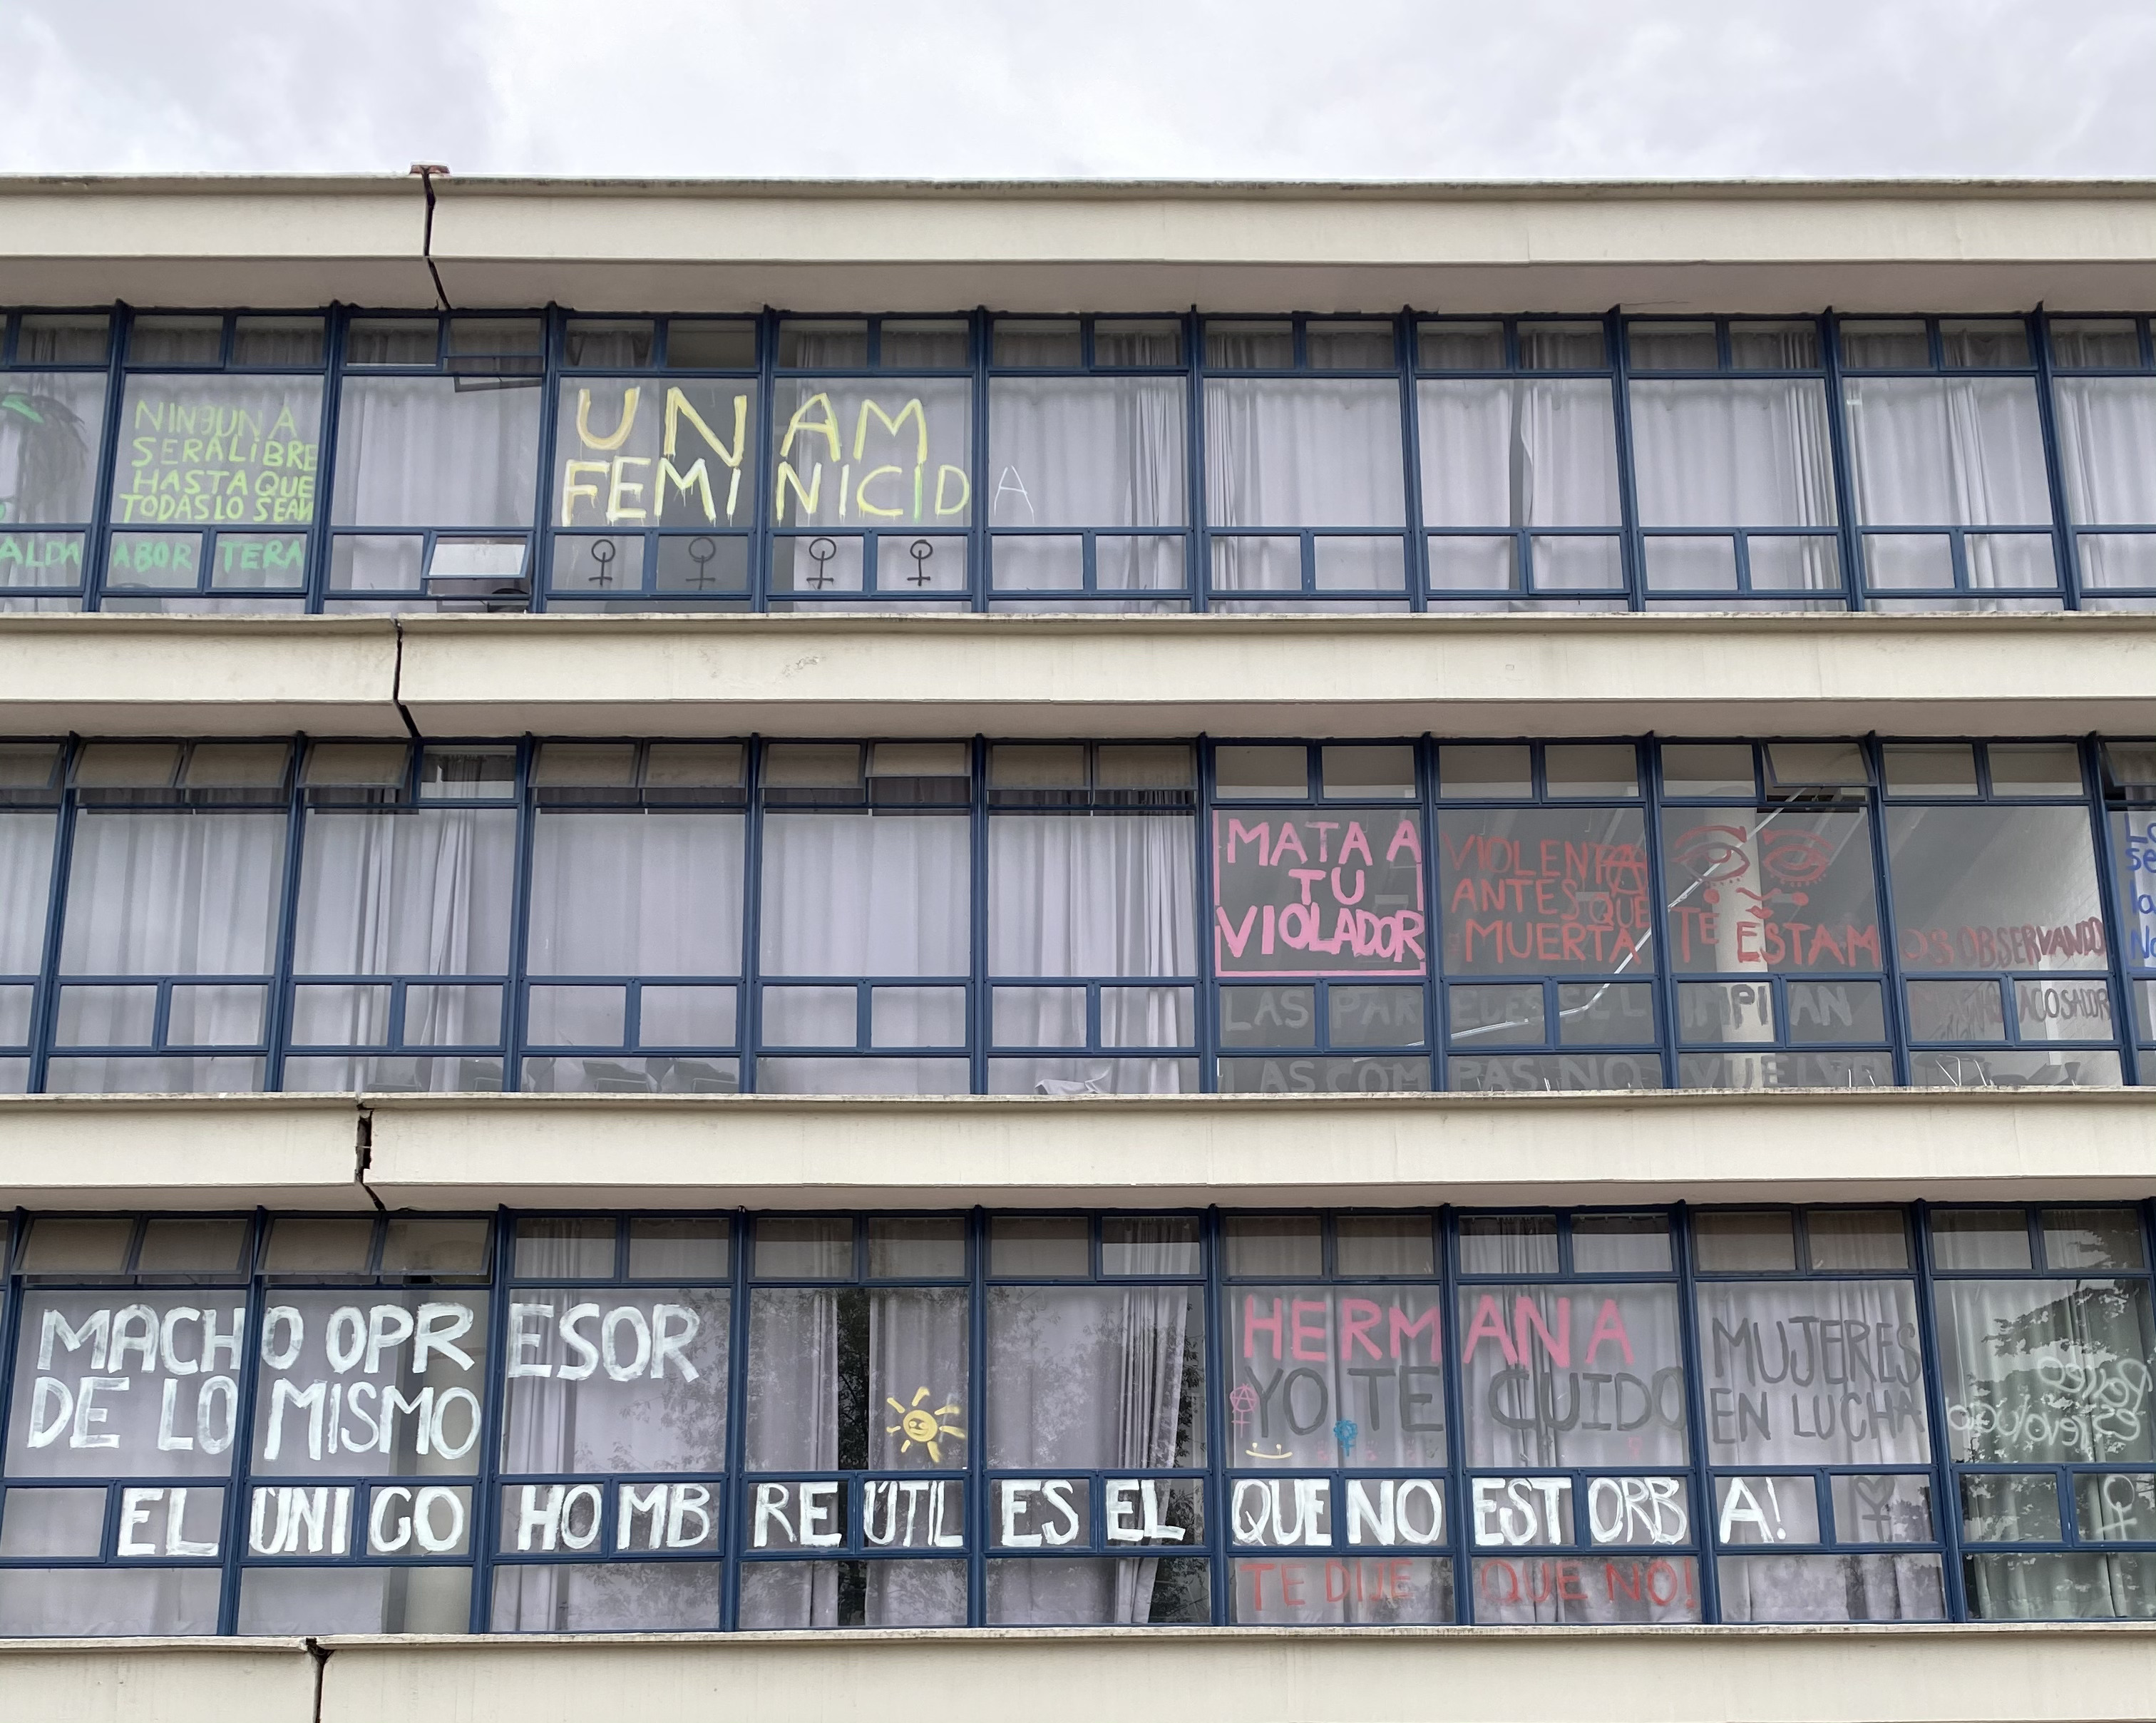 NINGUNA
SERA LIBRE
HASTA QUE
TODAS LO SEAN
ALDA ABORTERA
UNAM
FEMINICIDA
MATA A
TU
VIOLADOR
VIOLENTA
ANTES QUE
MUERTA
TE ESTAMOS OBSERVANDO
ACOSADOR
LAS PAREDES SE LIMPIAN
LAS COMPAS NO VUELVEN
MACHO OPRESOR
DE LO MISMO
HERMANA
YO TE CUIDO
MUJERES
EN LUCHA
EL ÚNICO HOMBRE ÚTIL ES EL QUE NO ESTORBA!
TE DIJE QUE NO!